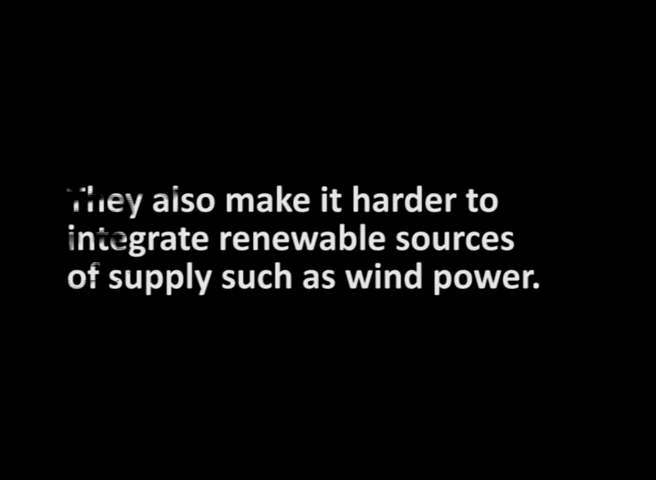 They also make it harder to
integrate renewable sources
of supply such as wind power.